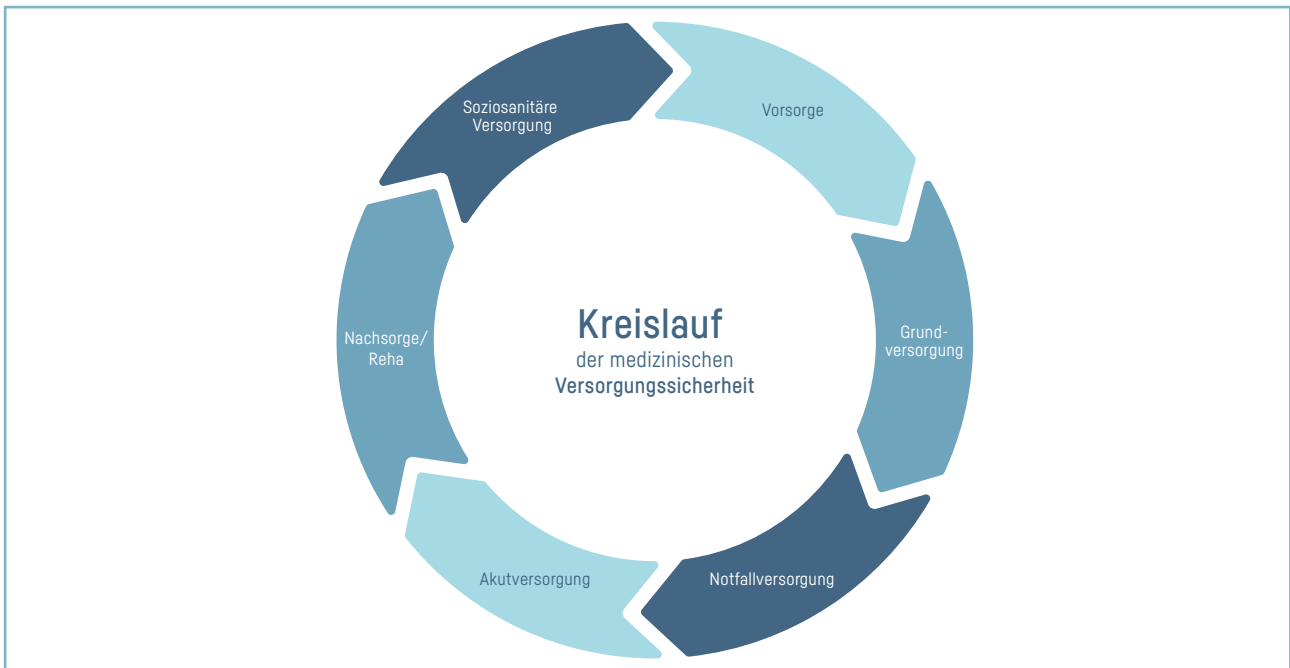 Soziosanitäre
Versorgung
Vorsorge
Grund-
versorgung
Notfallversorgung
Akutversorgung
Nachsorge/
Reha
Kreislauf
der medizinischen
Versorgungssicherheit